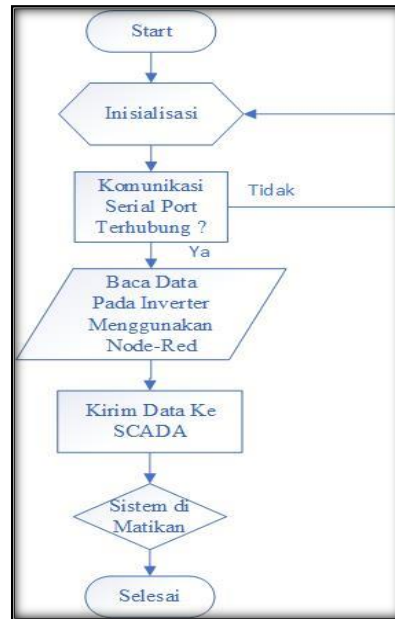 Start
Inisialisasi
Komunikasi
Serial Port
Terhubung ?
Tidak
Ya
Baca Data
Pada Inverter
Menggunakan
Node-Red
Kirim Data Ke
SCADA
Sistem di
Matikan
Selesai